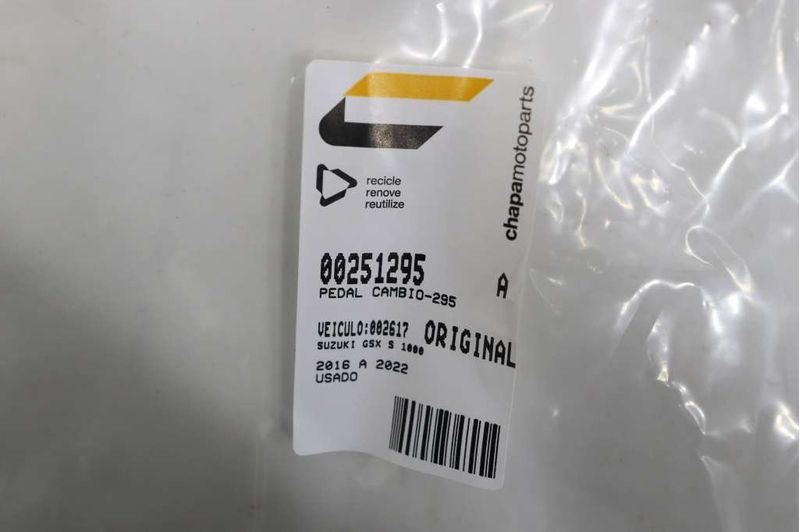 chapamotoparts
recicle
renove
reutilize
00251295
PEDAL CAMBIO-295
A
VEICULO:002617
ORIGINAL
SUZUKI GSX S 1000
2016 A 2022
USADO